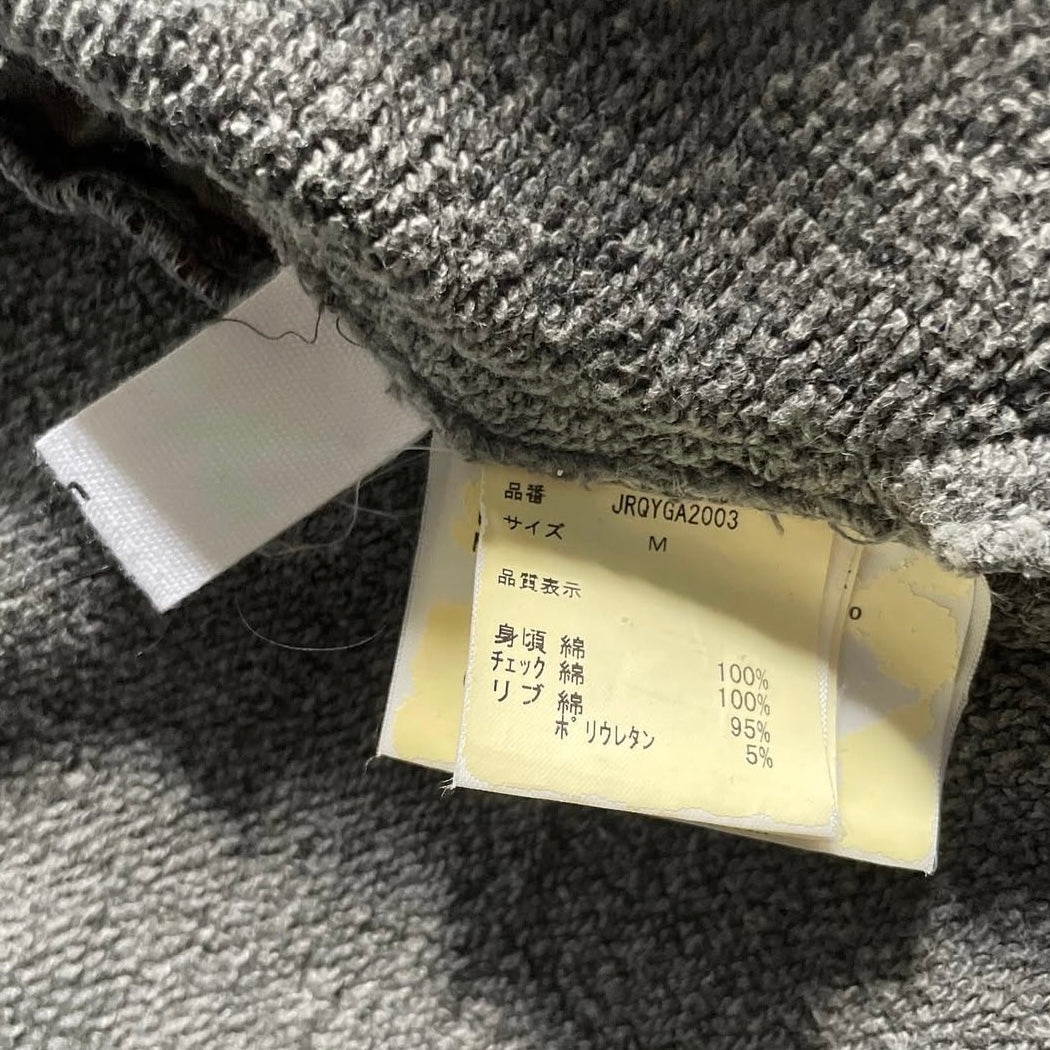 品番 JRQYGA2003
サイズ M
品質表示
身頃 綿 100%
チェック 綿 100%
リブ 綿 95%
ポリウレタン 5%